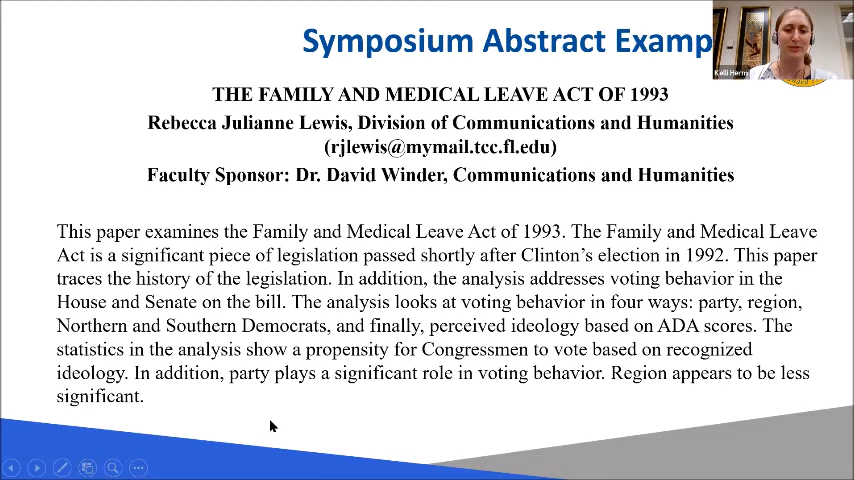 Symposium Abstract Examp
Kelli Herm
THE FAMILY AND MEDICAL LEAVE ACT OF 1993
Rebecca Julianne Lewis, Division of Communications and Humanities
(rjlewis@mymail.tcc.fl.edu)
Faculty Sponsor: Dr. David Winder, Communications and Humanities
This paper examines the Family and Medical Leave Act of 1993. The Family and Medical Leave
Act is a significant piece of legislation passed shortly after Clinton’s election in 1992. This paper
traces the history of the legislation. In addition, the analysis addresses voting behavior in the
House and Senate on the bill. The analysis looks at voting behavior in four ways: party, region,
Northern and Southern Democrats, and finally, perceived ideology based on ADA scores. The
statistics in the analysis show a propensity for Congressmen to vote based on recognized
ideology. In addition, party plays a significant role in voting behavior. Region appears to be less
significant.